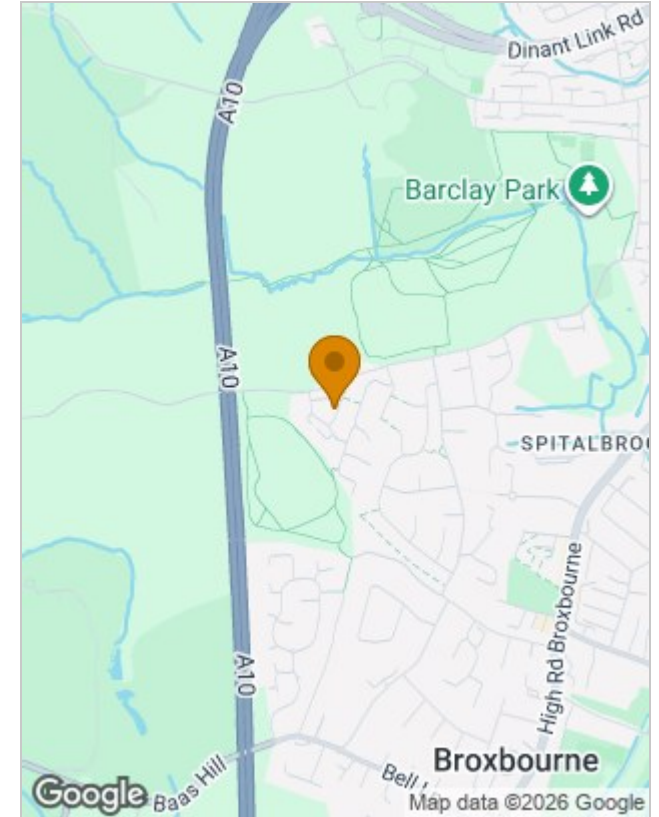 Dinant Link Rd
A10
Barclay Park
A10
SPITALBRO
High Rd Broxbourne
A10
Broxbourne
Baas Hill
Bell L
Google
Map data ©2026 Google